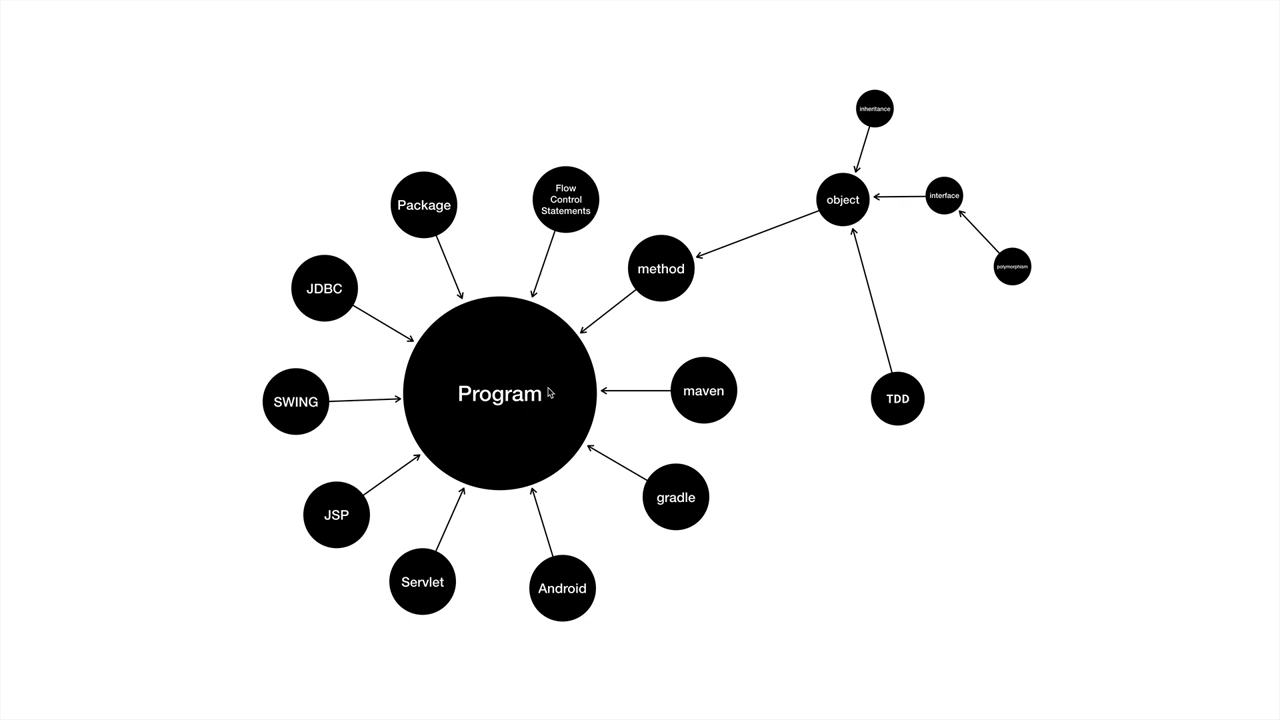 inheritance
Package
Flow
Control
Statements
object
interface
method
polymorphism
JDBC
Program
maven
SWING
TDD
gradle
JSP
Servlet
Android